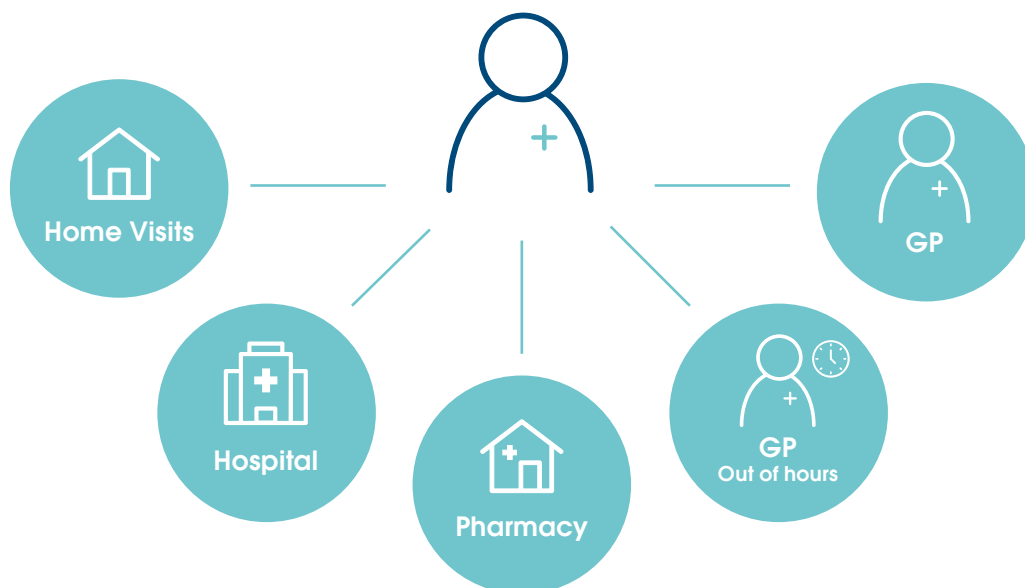 Home Visits
GP
Hospital
GP
Out of hours
Pharmacy